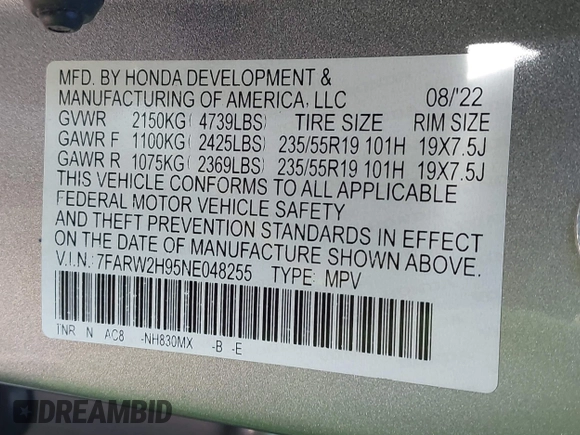 MFD. BY HONDA DEVELOPMENT &
MANUFACTURING OF AMERICA, LLC 08/'22
GVWR 2150KG ( 4739LBS) TIRE SIZE RIM SIZE
GAWR F 1100KG ( 2425LBS) 235/55R19 101H 19X7.5J
GAWR R 1075KG ( 2369LBS) 235/55R19 101H 19X7.5J
THIS VEHICLE CONFORMS TO ALL APPLICABLE
FEDERAL MOTOR VEHICLE SAFETY
AND THEFT PREVENTION STANDARDS IN EFFECT
ON THE DATE OF MANUFACTURE SHOWN ABOVE.
V.I.N.: 7FARW2H95NE048255 TYPE: MPV
TNR N AC8 -NH830MX -B -E
DREAMBID